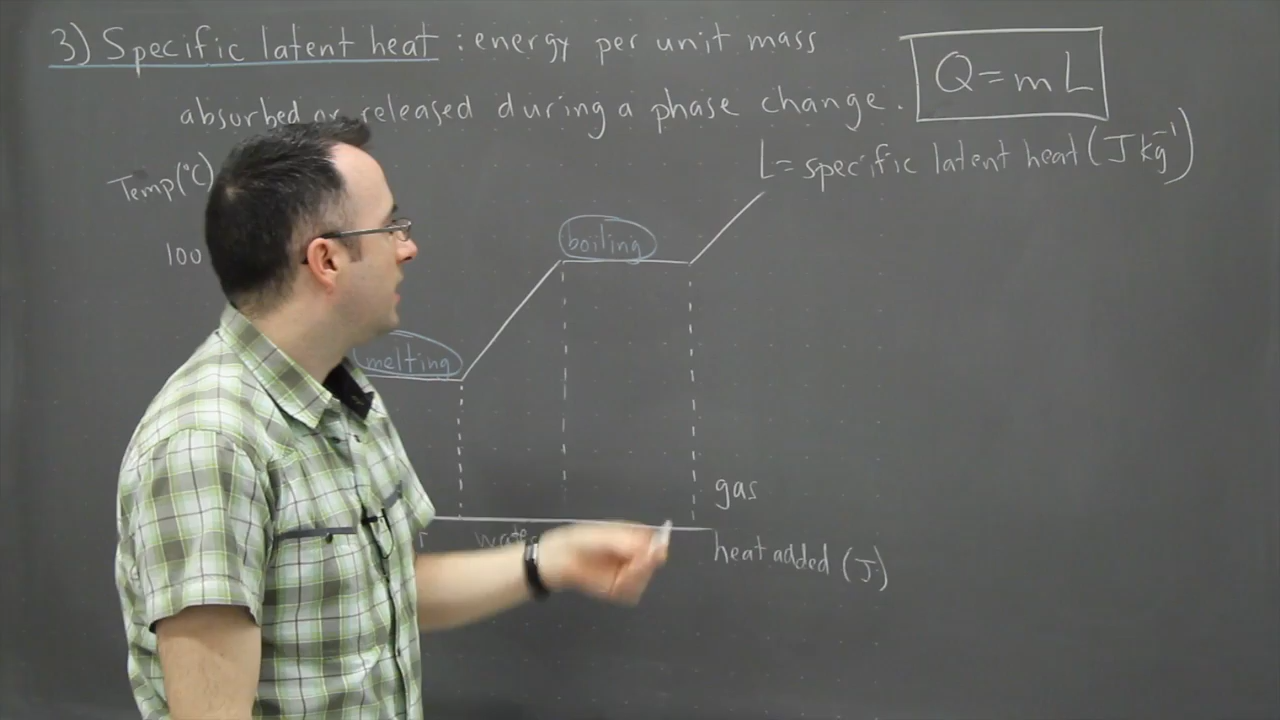 3) Specific latent heat : energy per unit mass
absorbed or released during a phase change.
Q = m L
L = specific latent heat (J kg⁻¹)
Temp(°C)
100
boiling
melting
gas
water
heat added (J)